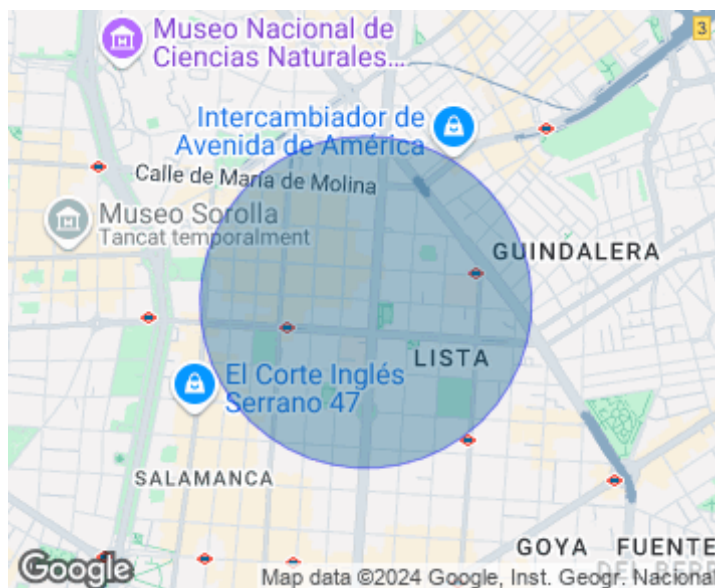 Museo Nacional de
Ciencias Naturales...
3
Intercambiador de
Avenida de América
Calle de María de Molina
Museo Sorolla
Tancat temporalment
GUINDALERA
LISTA
El Corte Inglés
Serrano 47
SALAMANCA
GOYA
FUENTE
DEL BERR
Google
Map data ©2024 Google, Inst. Geogr. Nacional